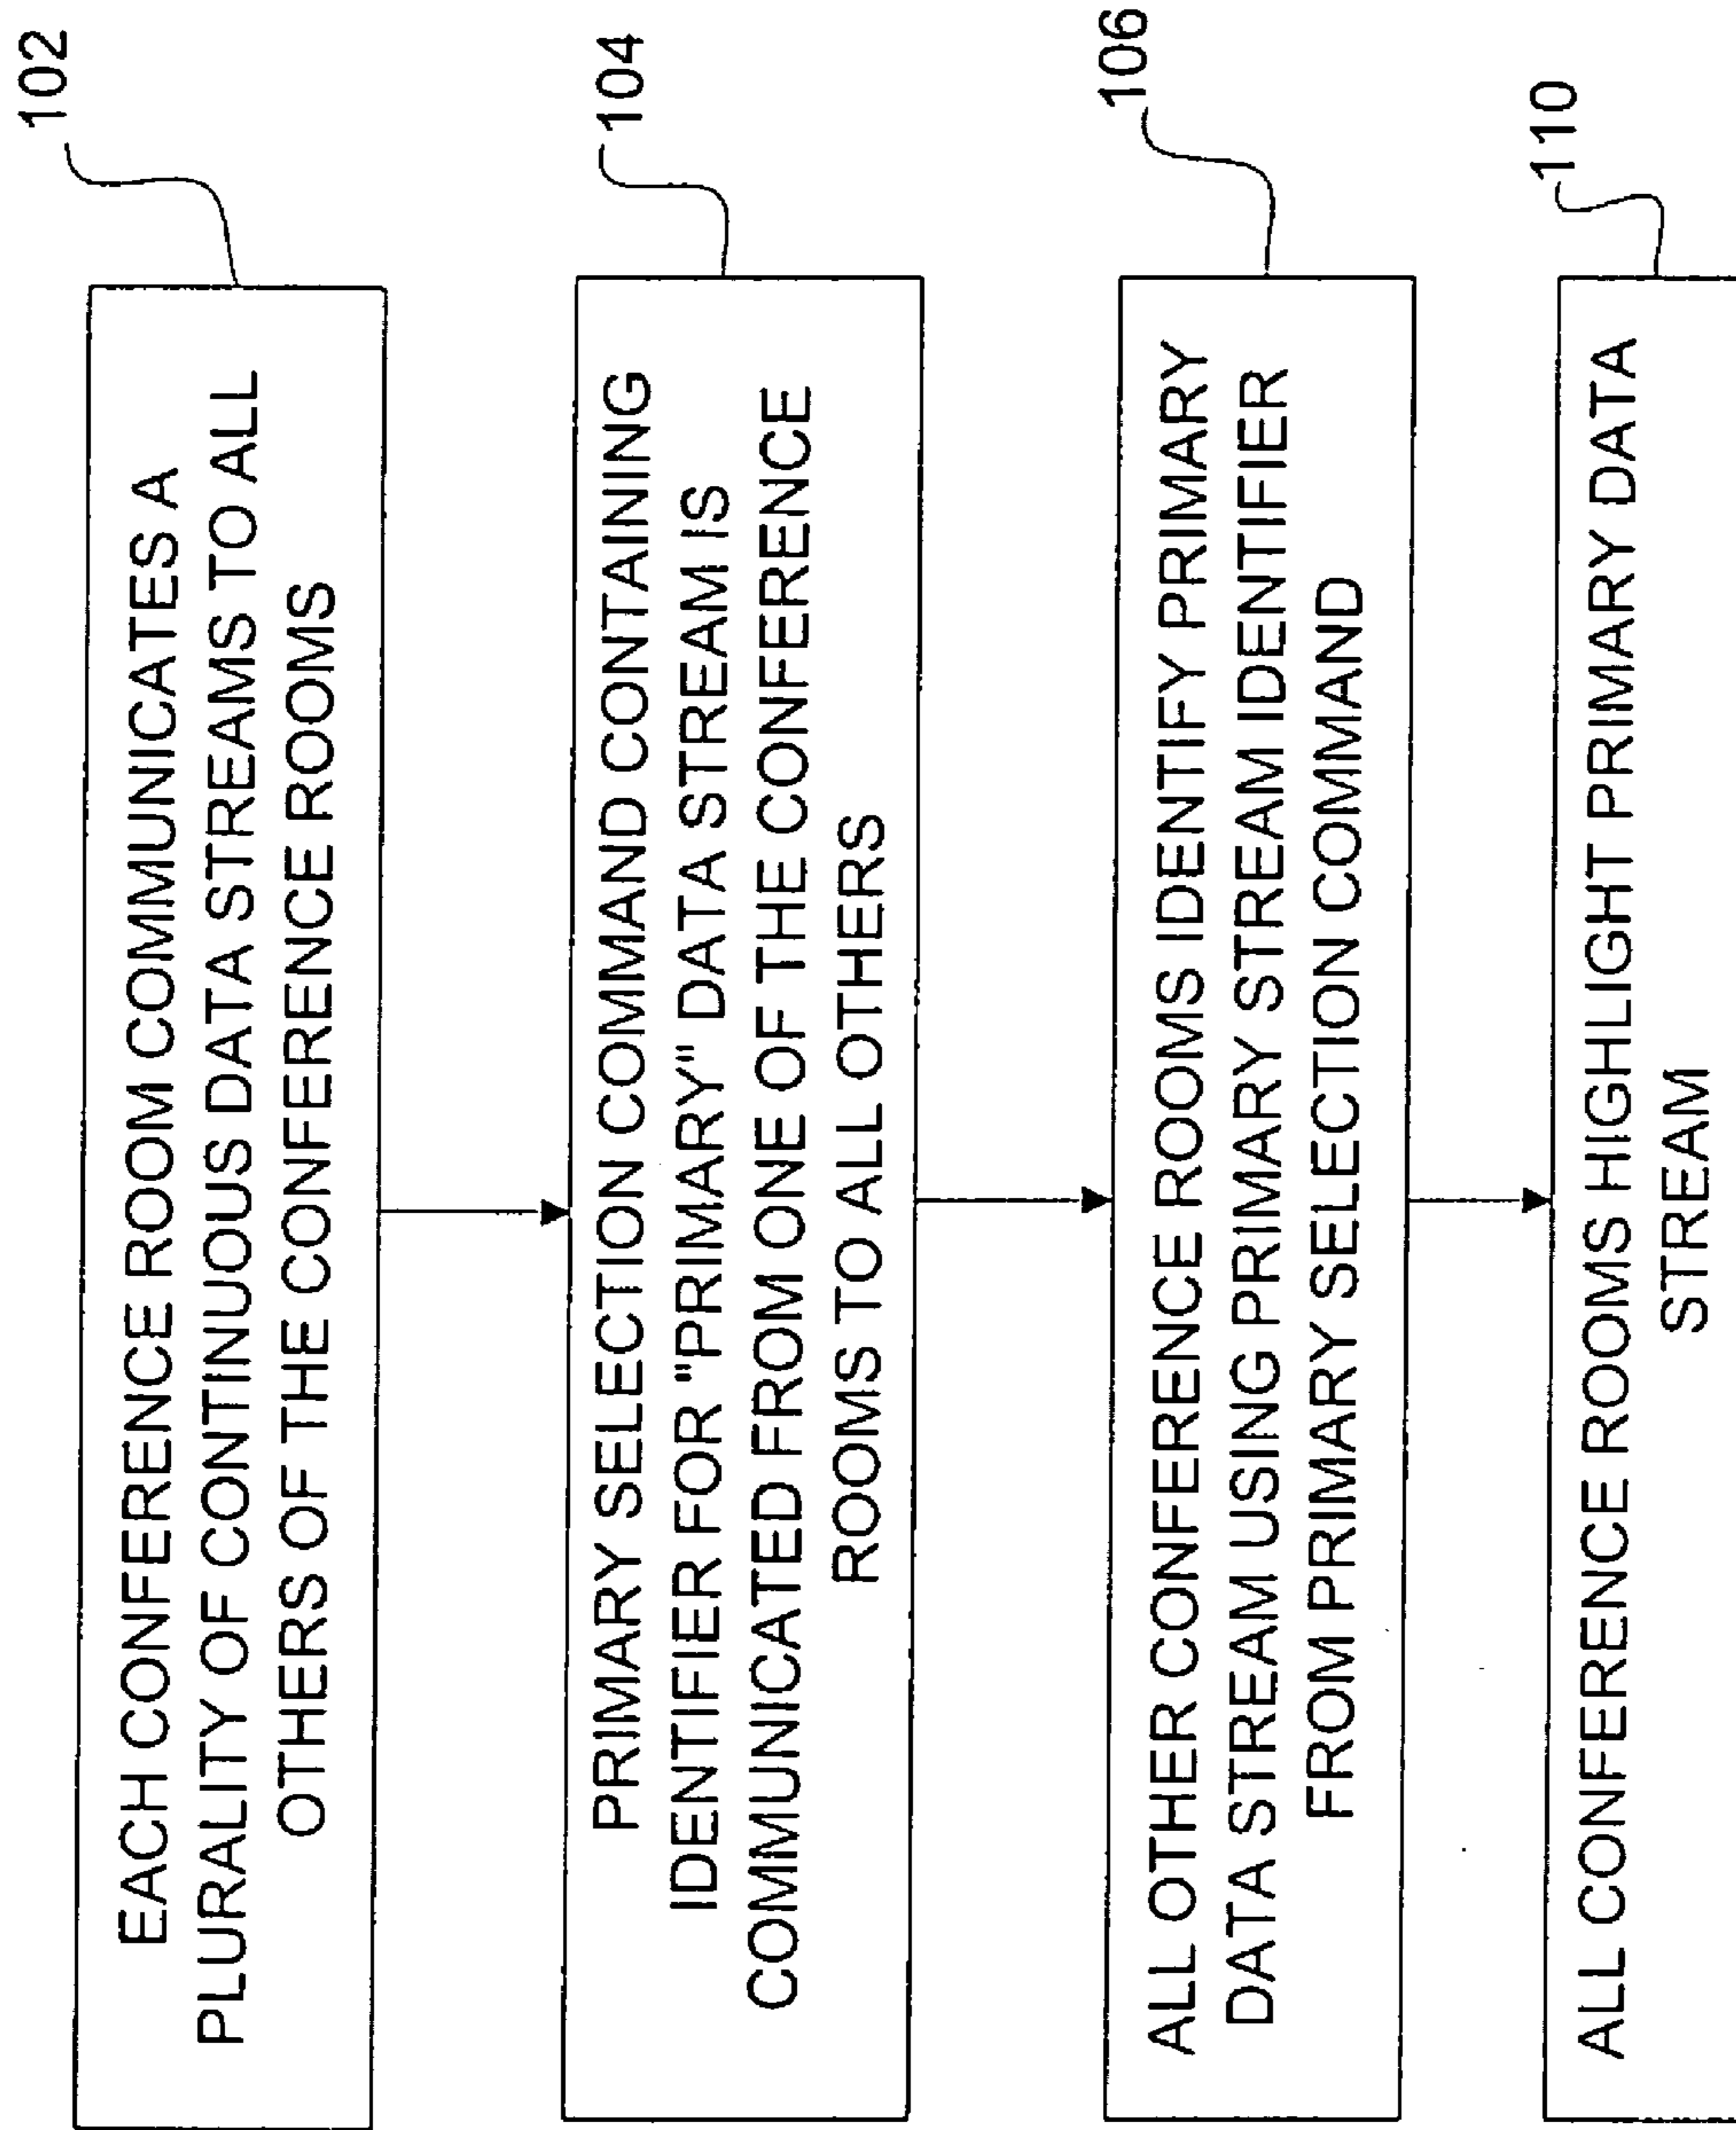 102
EACH CONFERENCE ROOM COMMUNICATES A
PLURALITY OF CONTINUOUS DATA STREAMS TO ALL
OTHERS OF THE CONFERENCE ROOMS
104
PRIMARY SELECTION COMMAND CONTAINING
IDENTIFIER FOR "PRIMARY" DATA STREAM IS
COMMUNICATED FROM ONE OF THE CONFERENCE
ROOMS TO ALL OTHERS
106
ALL OTHER CONFERENCE ROOMS IDENTIFY PRIMARY
DATA STREAM USING PRIMARY STREAM IDENTIFIER
FROM PRIMARY SELECTION COMMAND
110
ALL CONFERENCE ROOMS HIGHLIGHT PRIMARY DATA
STREAM